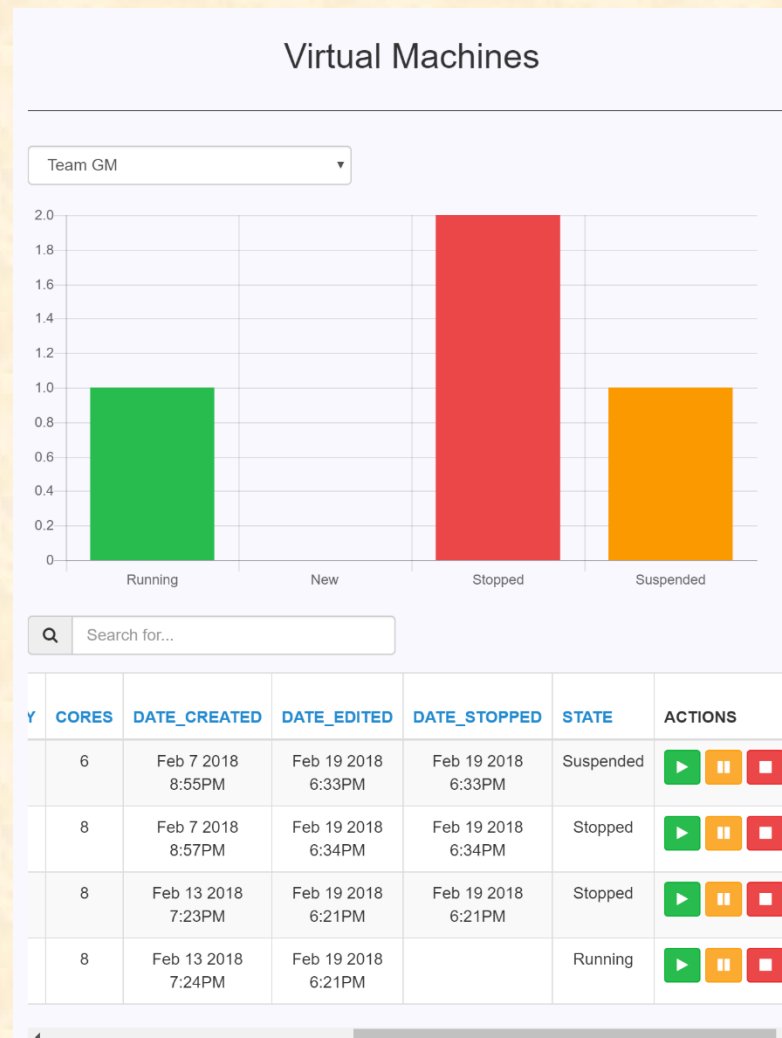 Virtual Machines
Team GM
2.0
1.8
1.6
1.4
1.2
1.0
0.8
0.6
0.4
0.2
0
Running New Stopped Suspended
Search for...
Y CORES DATE_CREATED DATE_EDITED DATE_STOPPED STATE ACTIONS
6 Feb 7 2018 Feb 19 2018 Feb 19 2018 Suspended
8:55PM 6:33PM 6:33PM
8 Feb 7 2018 Feb 19 2018 Feb 19 2018 Stopped
8:57PM 6:34PM 6:34PM
8 Feb 13 2018 Feb 19 2018 Feb 19 2018 Stopped
7:23PM 6:21PM 6:21PM
8 Feb 13 2018 Feb 19 2018 Running
7:24PM 6:21PM